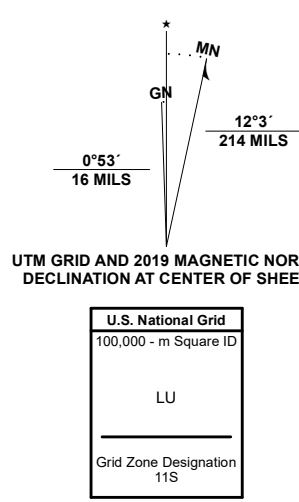 ★
MN
GN
12°3´
214 MILS
0°53´
16 MILS
UTM GRID AND 2019 MAGNETIC NOR
DECLINATION AT CENTER OF SHEE
U.S. National Grid
100,000 - m Square ID
LU
Grid Zone Designation
11S